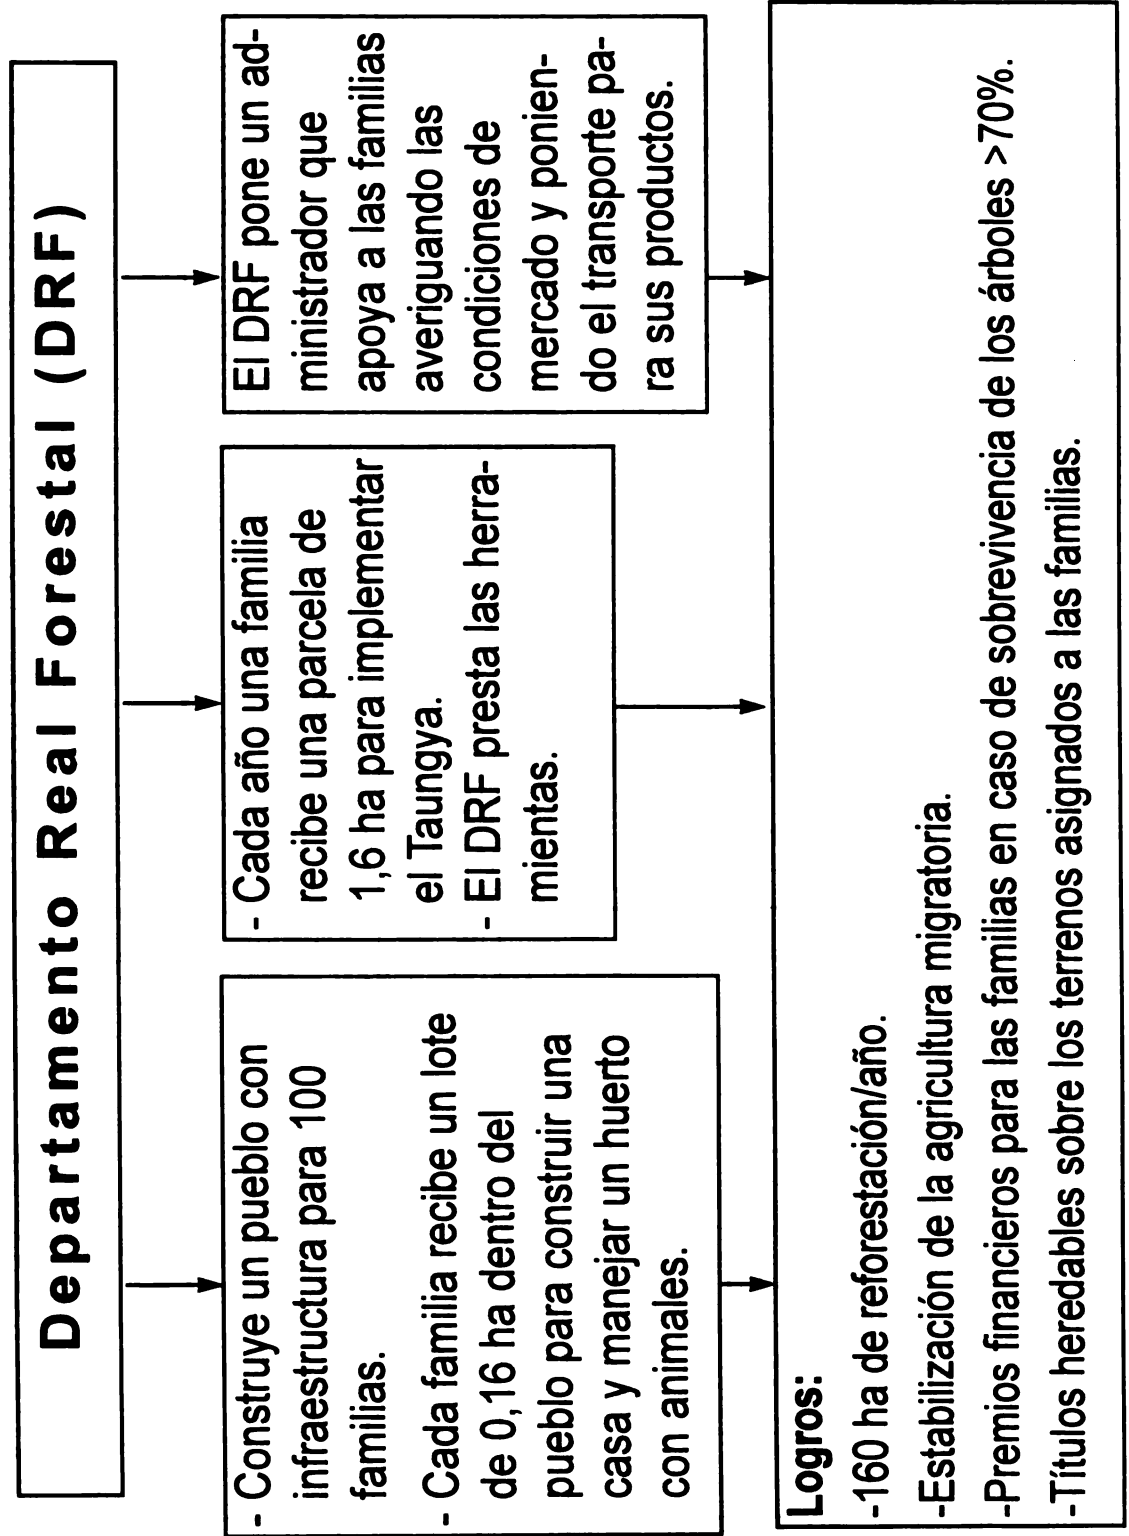 Departamento Real Forestal (DRF)
- Construye un pueblo con
infraestructura para 100
familias.
- Cada familia recibe un lote
de 0,16 ha dentro del
pueblo para construir una
casa y manejar un huerto
con animales.
- Cada año una familia
recibe una parcela de
1,6 ha para implementar
el Taungya.
- El DRF presta las herra-
mientas.
El DRF pone un ad-
ministrador que
apoya a las familias
averiguando las
condiciones de
mercado y ponien-
do el transporte pa-
ra sus productos.
Logros:
-160 ha de reforestación/año.
-Estabilización de la agricultura migratoria.
-Premios financieros para las familias en caso de sobrevivencia de los árboles >70%.
-Títulos heredables sobre los terrenos asignados a las familias.